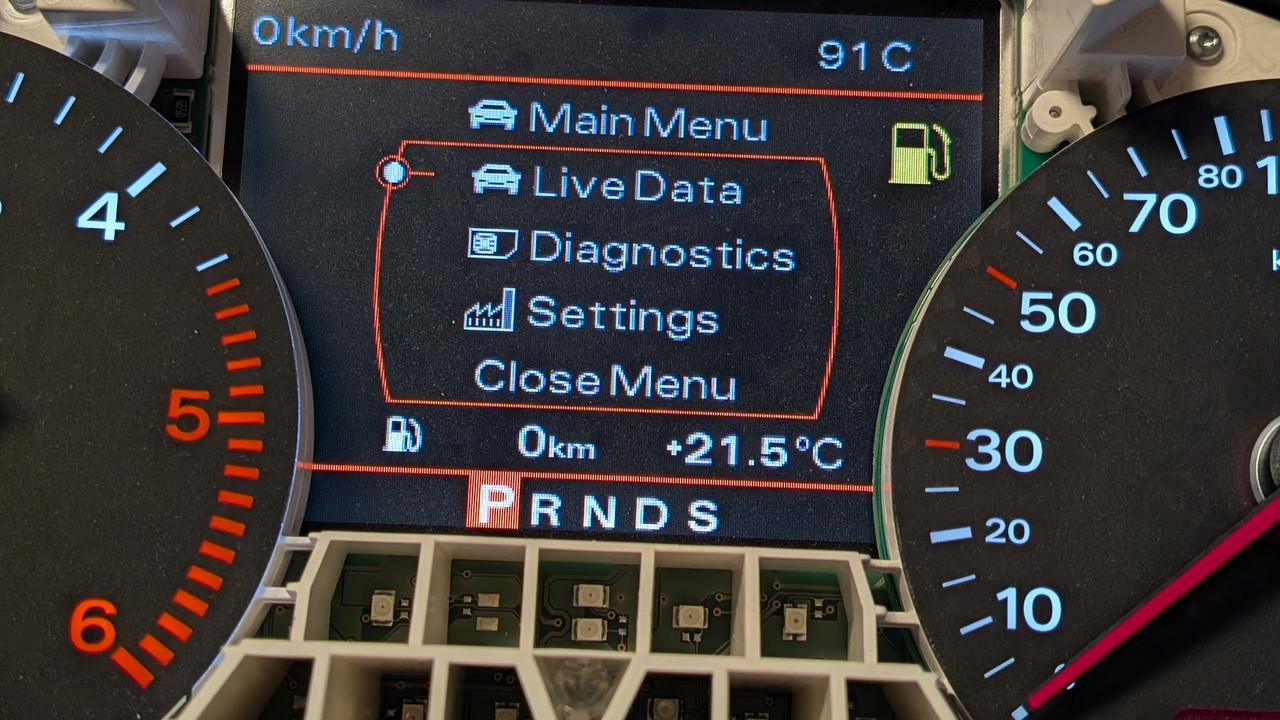 0km/h 91C
Main Menu
Live Data
Diagnostics
Settings
Close Menu
0km +21.5°C
P R N D S
4
5
6
80
70
60
50
40
30
20
10